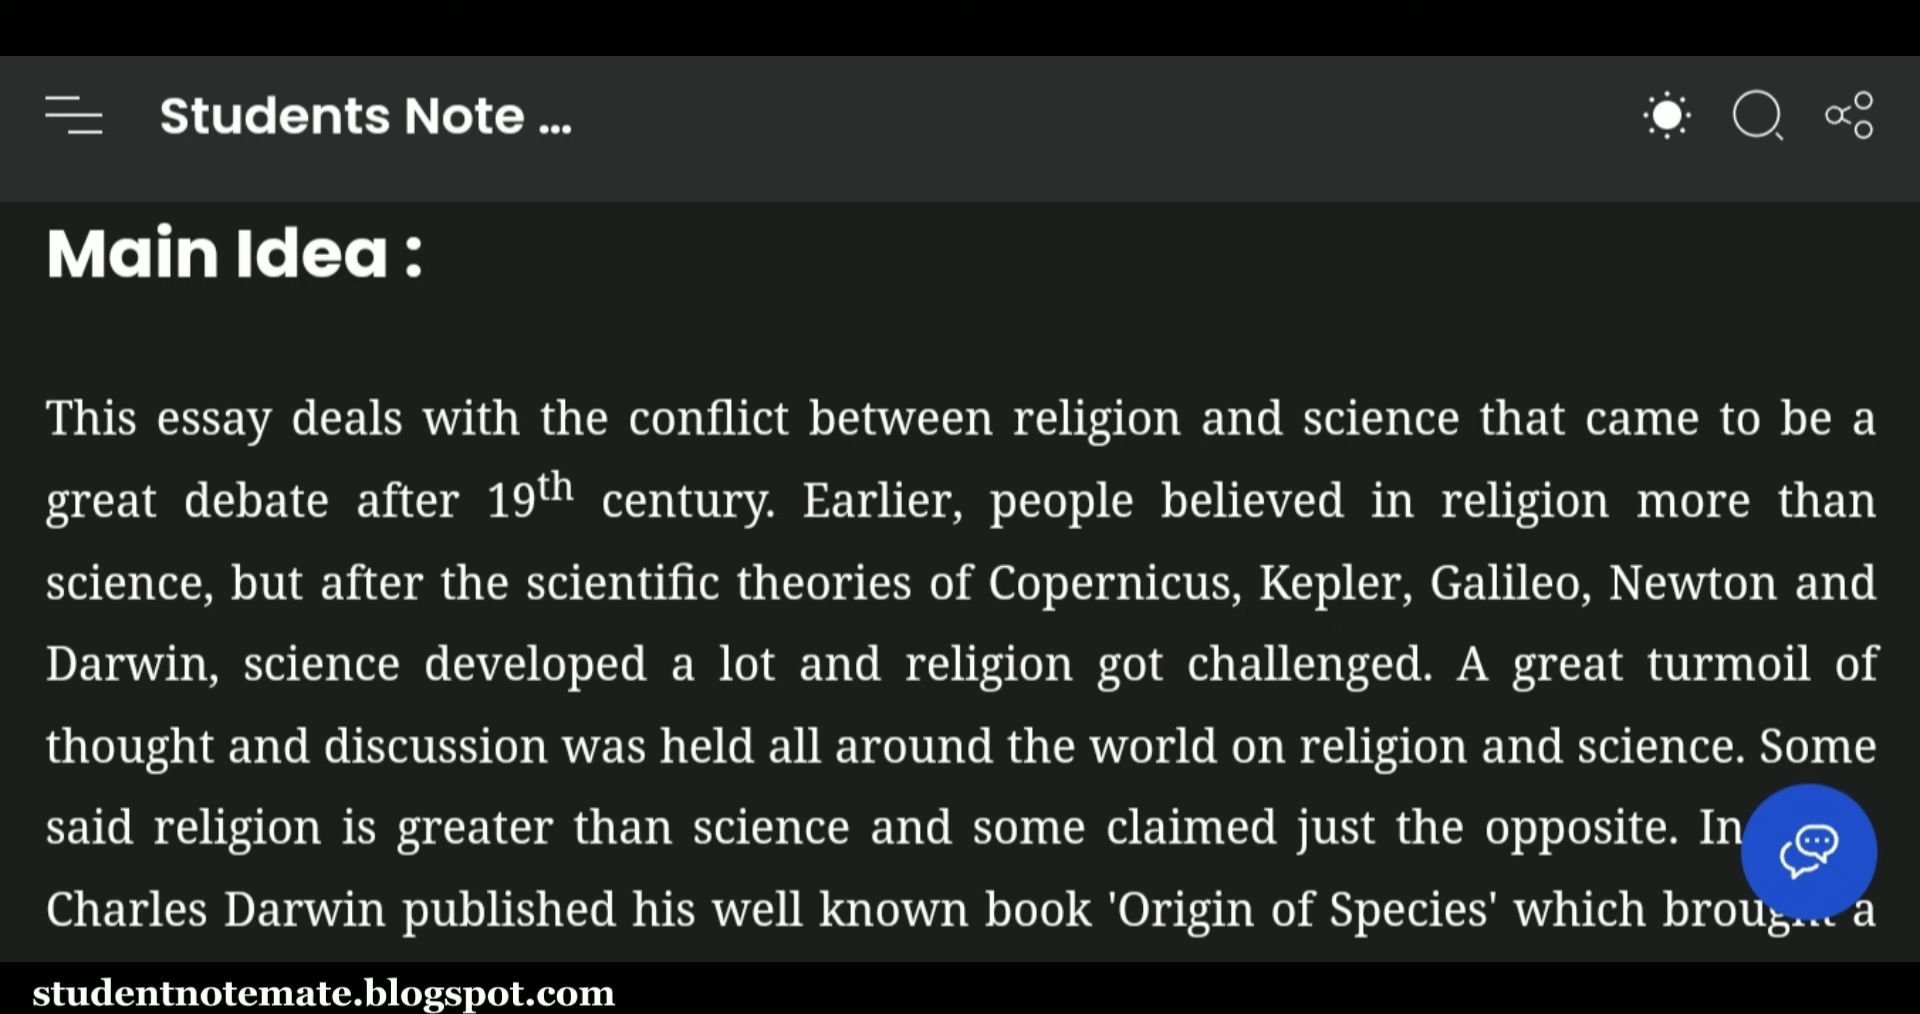 Students Note ...
Main Idea :
This essay deals with the conflict between religion and science that came to be a
great debate after 19th century. Earlier, people believed in religion more than
science, but after the scientific theories of Copernicus, Kepler, Galileo, Newton and
Darwin, science developed a lot and religion got challenged. A great turmoil of
thought and discussion was held all around the world on religion and science. Some
said religion is greater than science and some claimed just the opposite. In
Charles Darwin published his well known book 'Origin of Species' which brought a
studentnotemate.blogspot.com